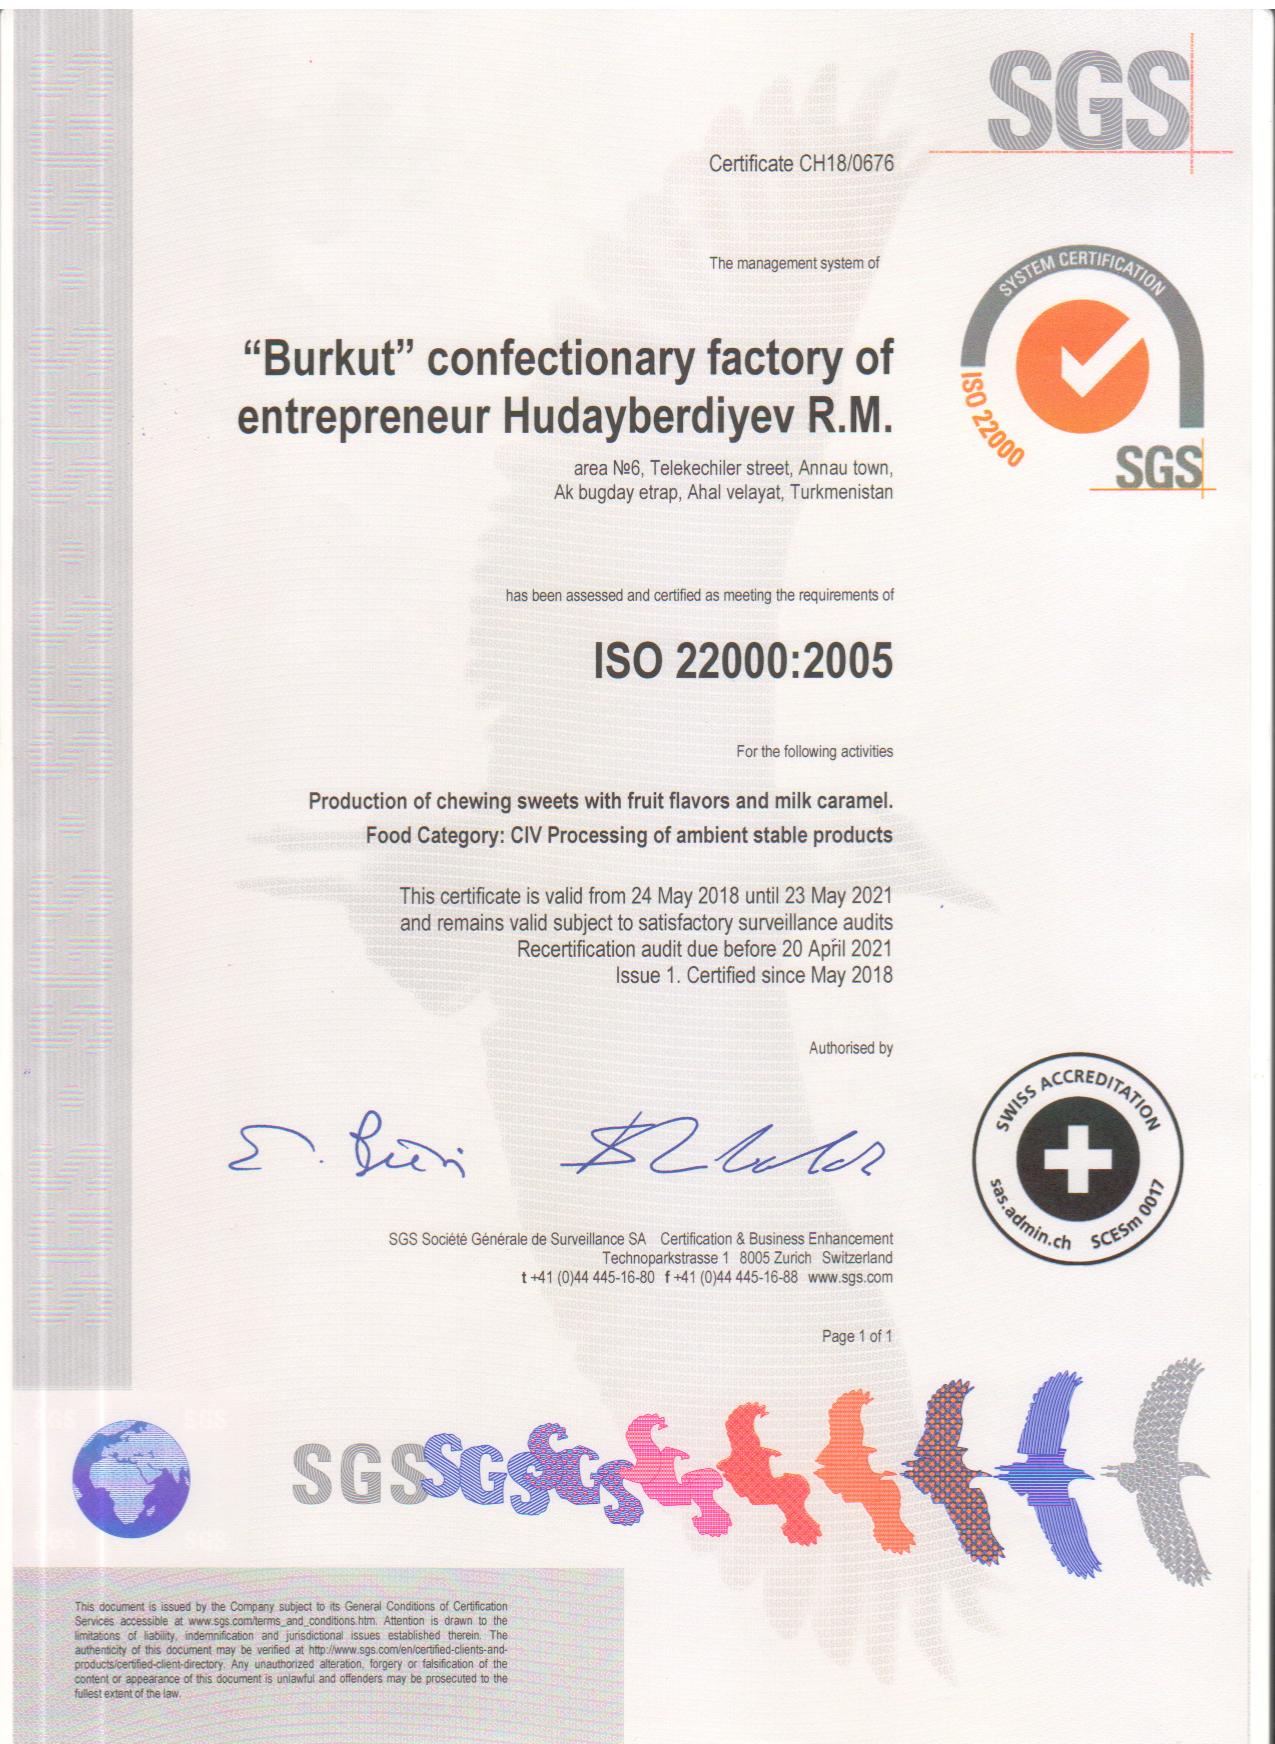 SGS
Certificate CH18/0676
The management system of
SYSTEM CERTIFICATION
ISO 22000
SGS
“Burkut” confectionary factory of
entrepreneur Hudayberdiyev R.M.
area №6, Telekechiler street, Annau town,
Ak bugday etrap, Ahal velayat, Turkmenistan
has been assessed and certified as meeting the requirements of
ISO 22000:2005
For the following activities
Production of chewing sweets with fruit flavors and milk caramel.
Food Category: CIV Processing of ambient stable products
This certificate is valid from 24 May 2018 until 23 May 2021
and remains valid subject to satisfactory surveillance audits
Recertification audit due before 20 April 2021
Issue 1. Certified since May 2018
Authorised by
SWISS ACCREDITATION
sas.admin.ch SCESm 0017
SGS Société Générale de Surveillance SA Certification & Business Enhancement
Technoparkstrasse 1 8005 Zurich Switzerland
t +41 (0)44 445-16-80 f +41 (0)44 445-16-88 www.sgs.com
Page 1 of 1
SGS SGS SGS
This document is issued by the Company subject to its General Conditions of Certification
Services accessible at www.sgs.com/terms_and_conditions.htm. Attention is drawn to the
limitations of liability, indemnification and jurisdictional issues established therein. The
authenticity of this document may be verified at http://www.sgs.com/en/certified-clients-and-
products/certified-client-directory. Any unauthorized alteration, forgery or falsification of the
content or appearance of this document is unlawful and offenders may be prosecuted to the
fullest extent of the law.